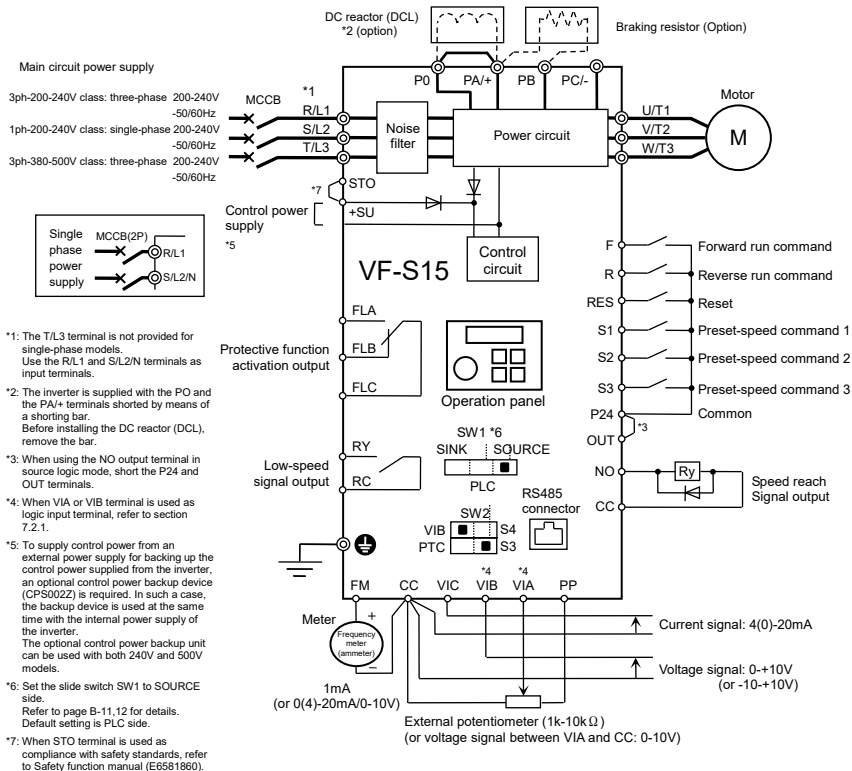 DC reactor (DCL)
*2 (option)
Braking resistor (Option)
Main circuit power supply
P0 PA/+ PB PC/-
Motor
3ph-200-240V class: three-phase 200-240V
-50/60Hz
1ph-200-240V class: single-phase 200-240V
-50/60Hz
3ph-380-500V class: three-phase 200-240V
-50/60Hz
MCCB
*1
R/L1
S/L2
T/L3
Noise
filter
Power circuit
U/T1
V/T2
W/T3
M
*7
STO
Control power
supply
*5
+SU
Control
circuit
VF-S15
Single
phase
power
supply
MCCB(2P)
R/L1
S/L2/N
F
Forward run command
R
Reverse run command
RES
Reset
S1
Preset-speed command 1
S2
Preset-speed command 2
S3
Preset-speed command 3
P24
Common
*3
OUT
FLA
FLB
FLC
Protective function
activation output
Operation panel
RY
RC
Low-speed
signal output
SW1 *6
SINK SOURCE
PLC
RS485
connector
SW2
VIB S4
PTC S3
NO
Ry
CC
Speed reach
Signal output
*4 *4
FM CC VIC VIB VIA PP
Meter
+
Frequency
meter
(ammeter)
−
1mA
(or 0(4)-20mA/0-10V)
Current signal: 4(0)-20mA
Voltage signal: 0-+10V
(or -10-+10V)
External potentiometer (1k-10kΩ)
(or voltage signal between VIA and CC: 0-10V)
*1: The T/L3 terminal is not provided for
single-phase models.
Use the R/L1 and S/L2/N terminals as
input terminals.
*2: The inverter is supplied with the PO and
the PA/+ terminals shorted by means of
a shorting bar.
Before installing the DC reactor (DCL),
remove the bar.
*3: When using the NO output terminal in
source logic mode, short the P24 and
OUT terminals.
*4: When VIA or VIB terminal is used as
logic input terminal, refer to section
7.2.1.
*5: To supply control power from an
external power supply for backing up the
control power supplied from the inverter,
an optional control power backup device
(CPS002Z) is required. In such a case,
the backup device is used at the same
time with the internal power supply of
the inverter.
The optional control power backup unit
can be used with both 240V and 500V
models.
*6: Set the slide switch SW1 to SOURCE
side.
Refer to page B-11,12 for details.
Default setting is PLC side.
*7: When STO terminal is used as
compliance with safety standards, refer
to Safety function manual (E6581860).